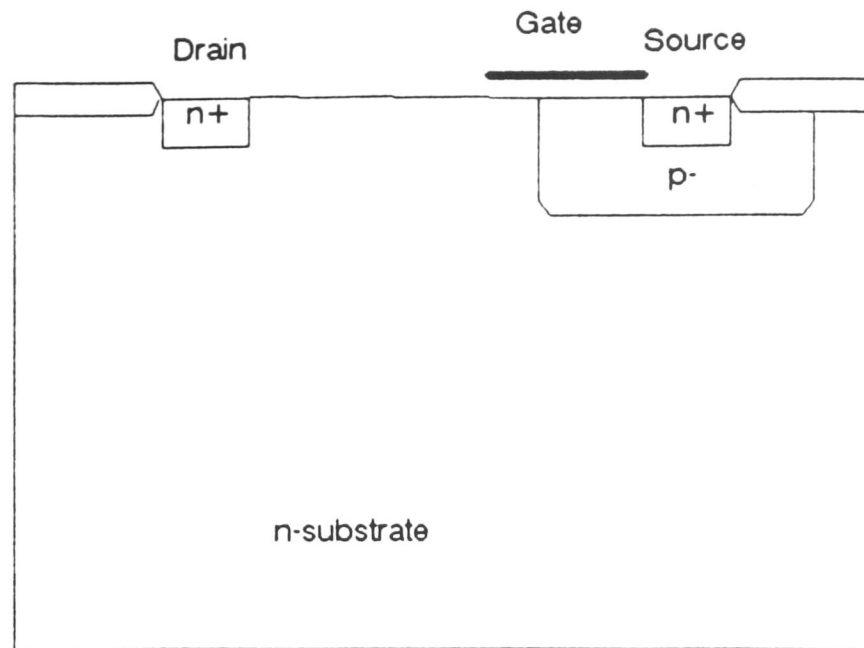 Gate
Drain
Source
n+
n+
p-
n-substrate